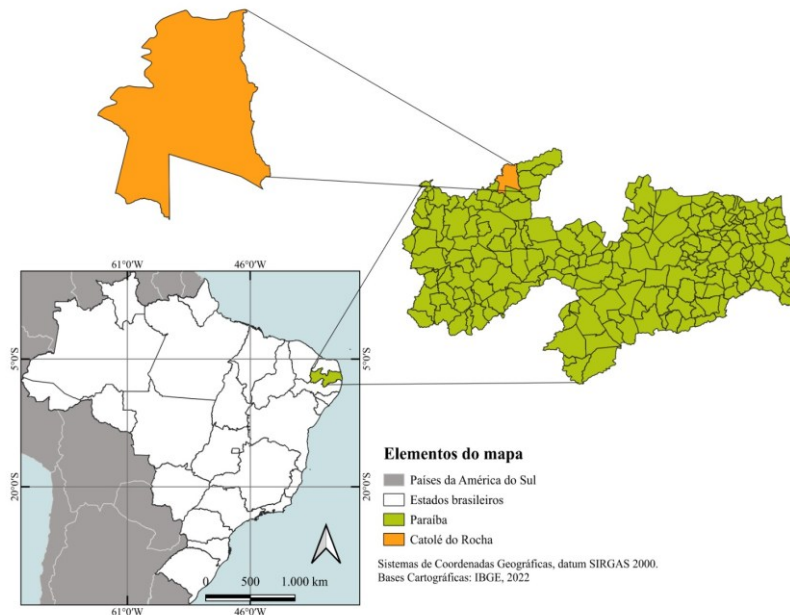 61°0'W 46°0'W
5°0'S 5°0'S
20°0'S 20°0'S
0 500 1.000 km
61°0'W 46°0'W
Elementos do mapa
Países da América do Sul
Estados brasileiros
Paraíba
Catolé do Rocha
Sistemas de Coordenadas Geográficas, datum SIRGAS 2000.
Bases Cartográficas: IBGE, 2022